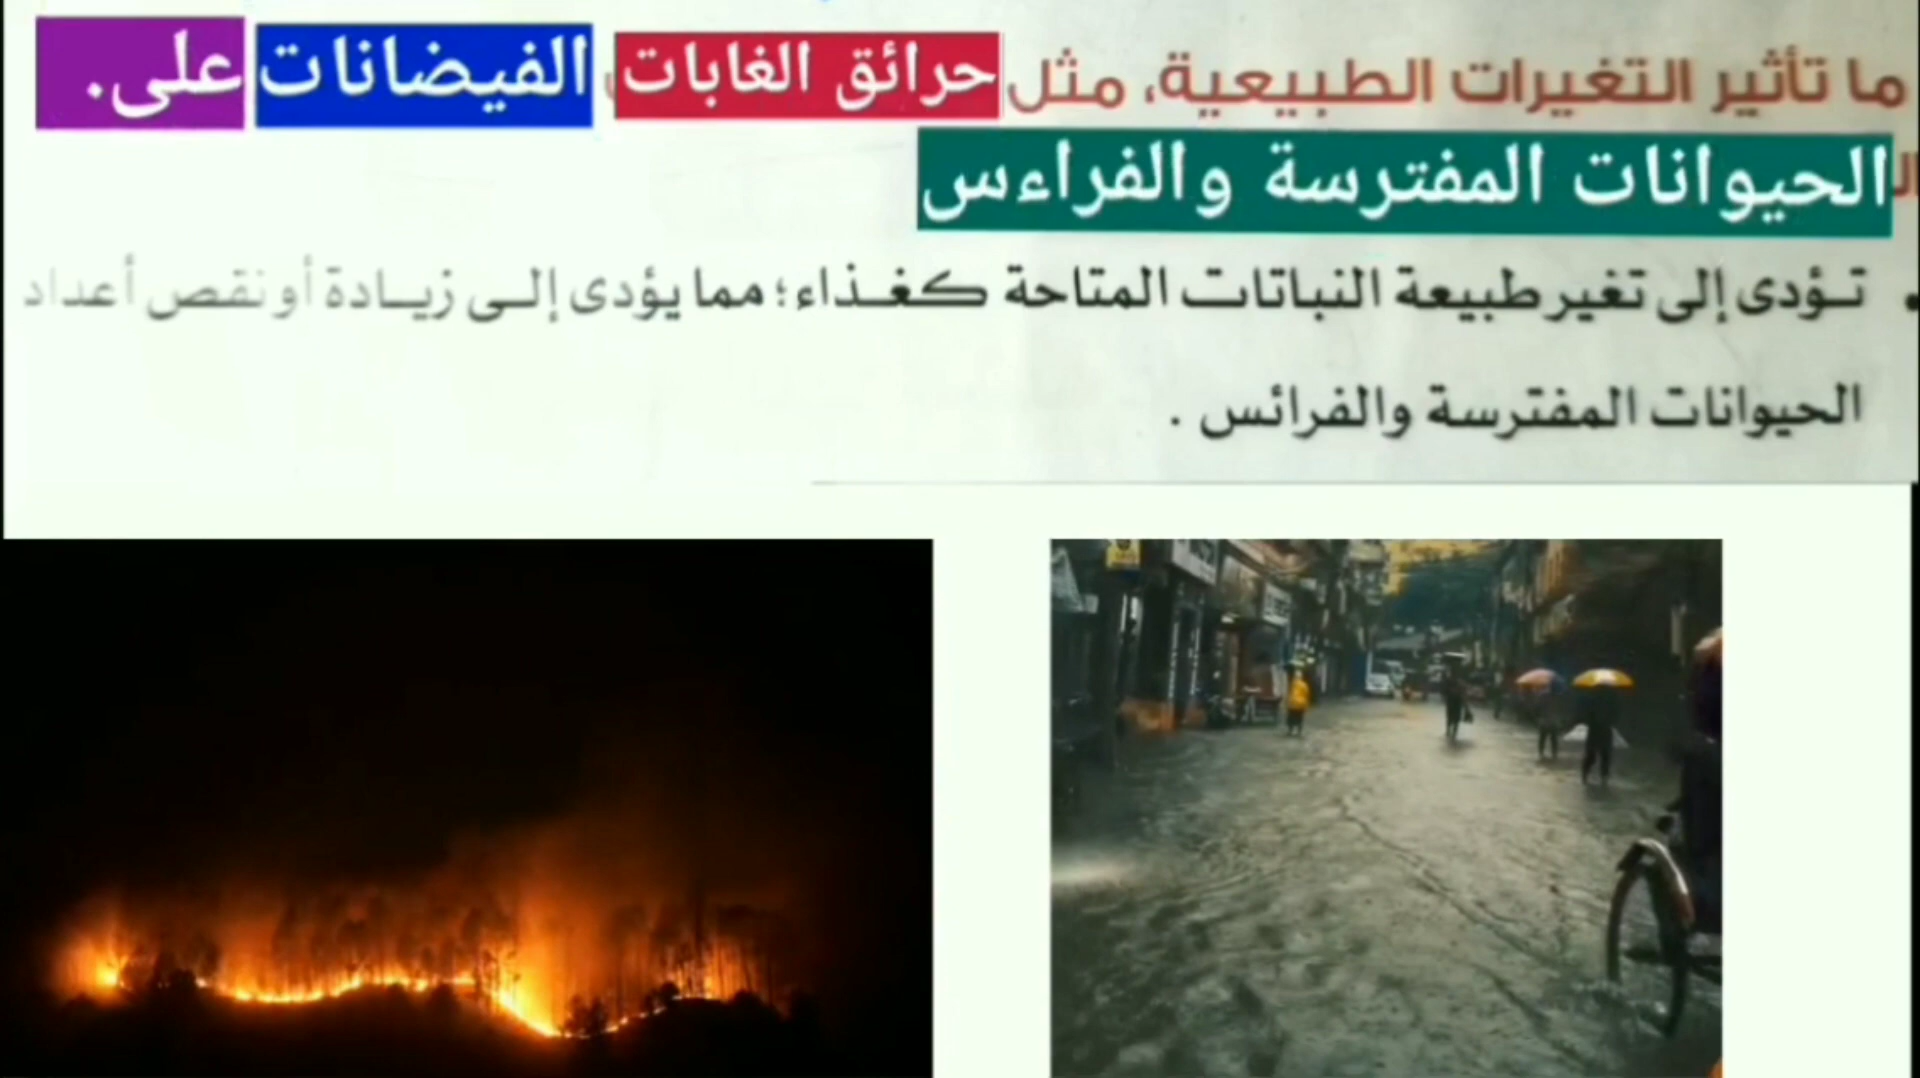 ما تأثير التغيرات الطبيعية، مثل حرائق الغابات الفيضانات على.
الحيوانات المفترسة والفراءس
• تؤدى إلى تغير طبيعة النباتات المتاحة كغذاء؛ مما يؤدى إلى زيادة أو نقص أعداد
الحيوانات المفترسة والفرائس .